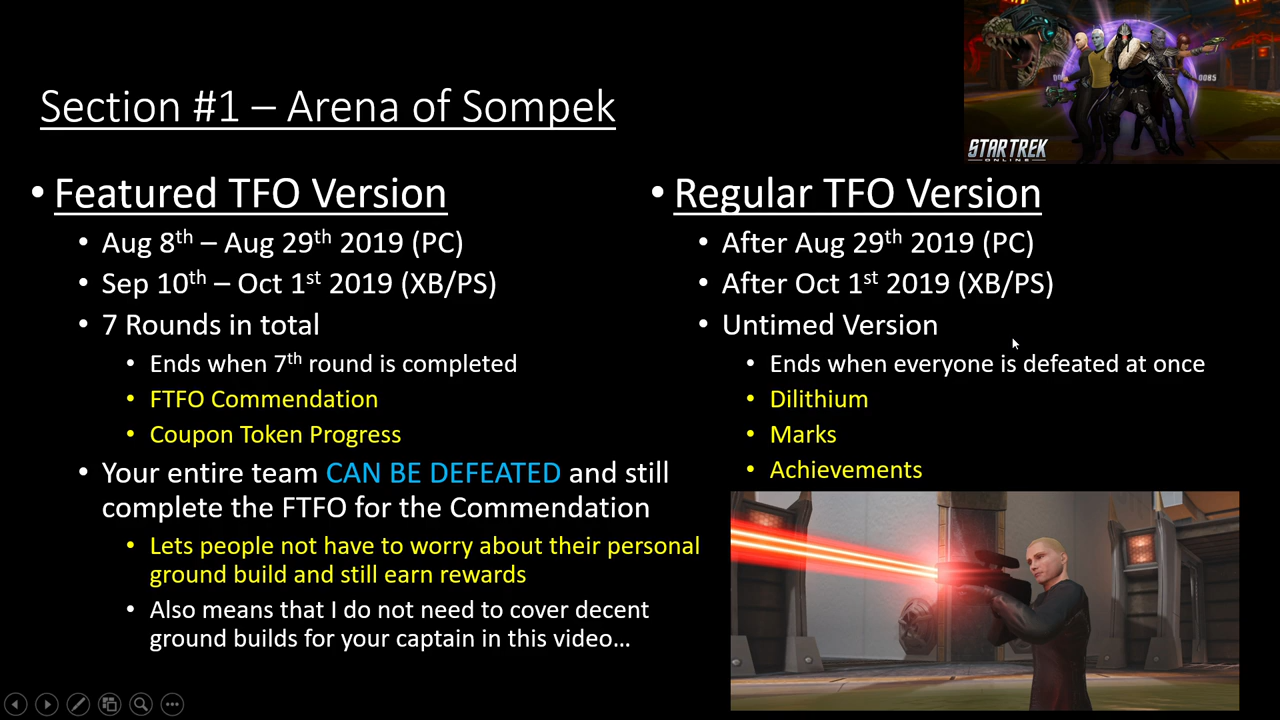 Section #1 – Arena of Sompek
STAR TREK
ONLINE
0085
• Featured TFO Version
• Aug 8th – Aug 29th 2019 (PC)
• Sep 10th – Oct 1st 2019 (XB/PS)
• 7 Rounds in total
• Ends when 7th round is completed
• FTFO Commendation
• Coupon Token Progress
• Your entire team CAN BE DEFEATED and still
complete the FTFO for the Commendation
• Lets people not have to worry about their personal
ground build and still earn rewards
• Also means that I do not need to cover decent
ground builds for your captain in this video...
• Regular TFO Version
• After Aug 29th 2019 (PC)
• After Oct 1st 2019 (XB/PS)
• Untimed Version
• Ends when everyone is defeated at once
• Dilithium
• Marks
• Achievements